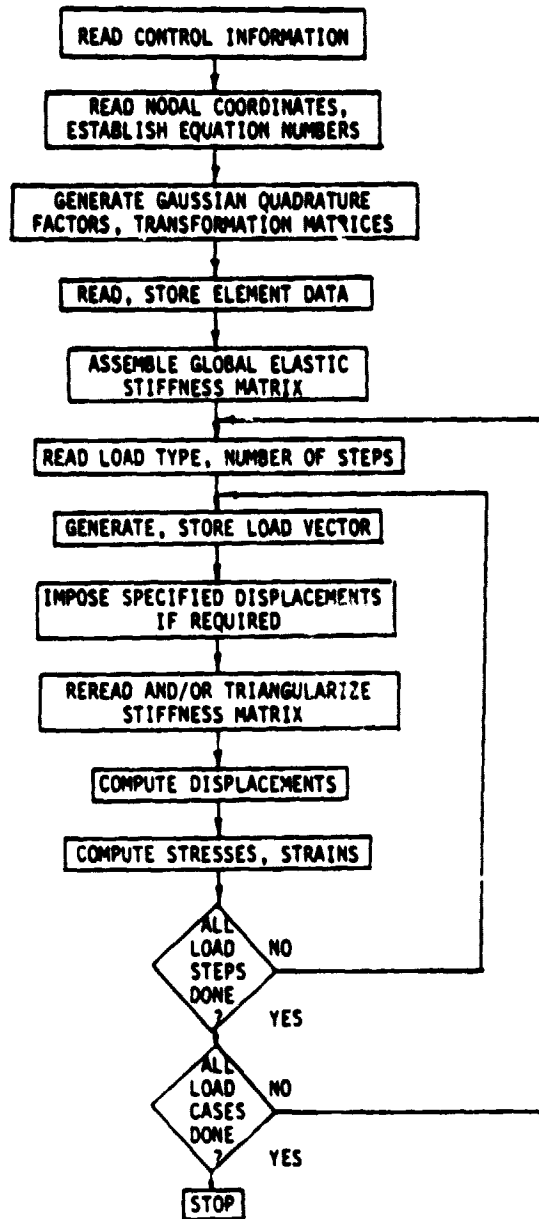 READ CONTROL INFORMATION
READ NODAL COORDINATES,
ESTABLISH EQUATION NUMBERS
GENERATE GAUSSIAN QUADRATURE
FACTORS, TRANSFORMATION MATRICES
READ, STORE ELEMENT DATA
ASSEMBLE GLOBAL ELASTIC
STIFFNESS MATRIX
READ LOAD TYPE, NUMBER OF STEPS
GENERATE, STORE LOAD VECTOR
IMPOSE SPECIFIED DISPLACEMENTS
IF REQUIRED
REREAD AND/OR TRIANGULARIZE
STIFFNESS MATRIX
COMPUTE DISPLACEMENTS
COMPUTE STRESSES, STRAINS
ALL
LOAD NO
STEPS
DONE
? YES
ALL
LOAD NO
CASES
DONE
? YES
STOP